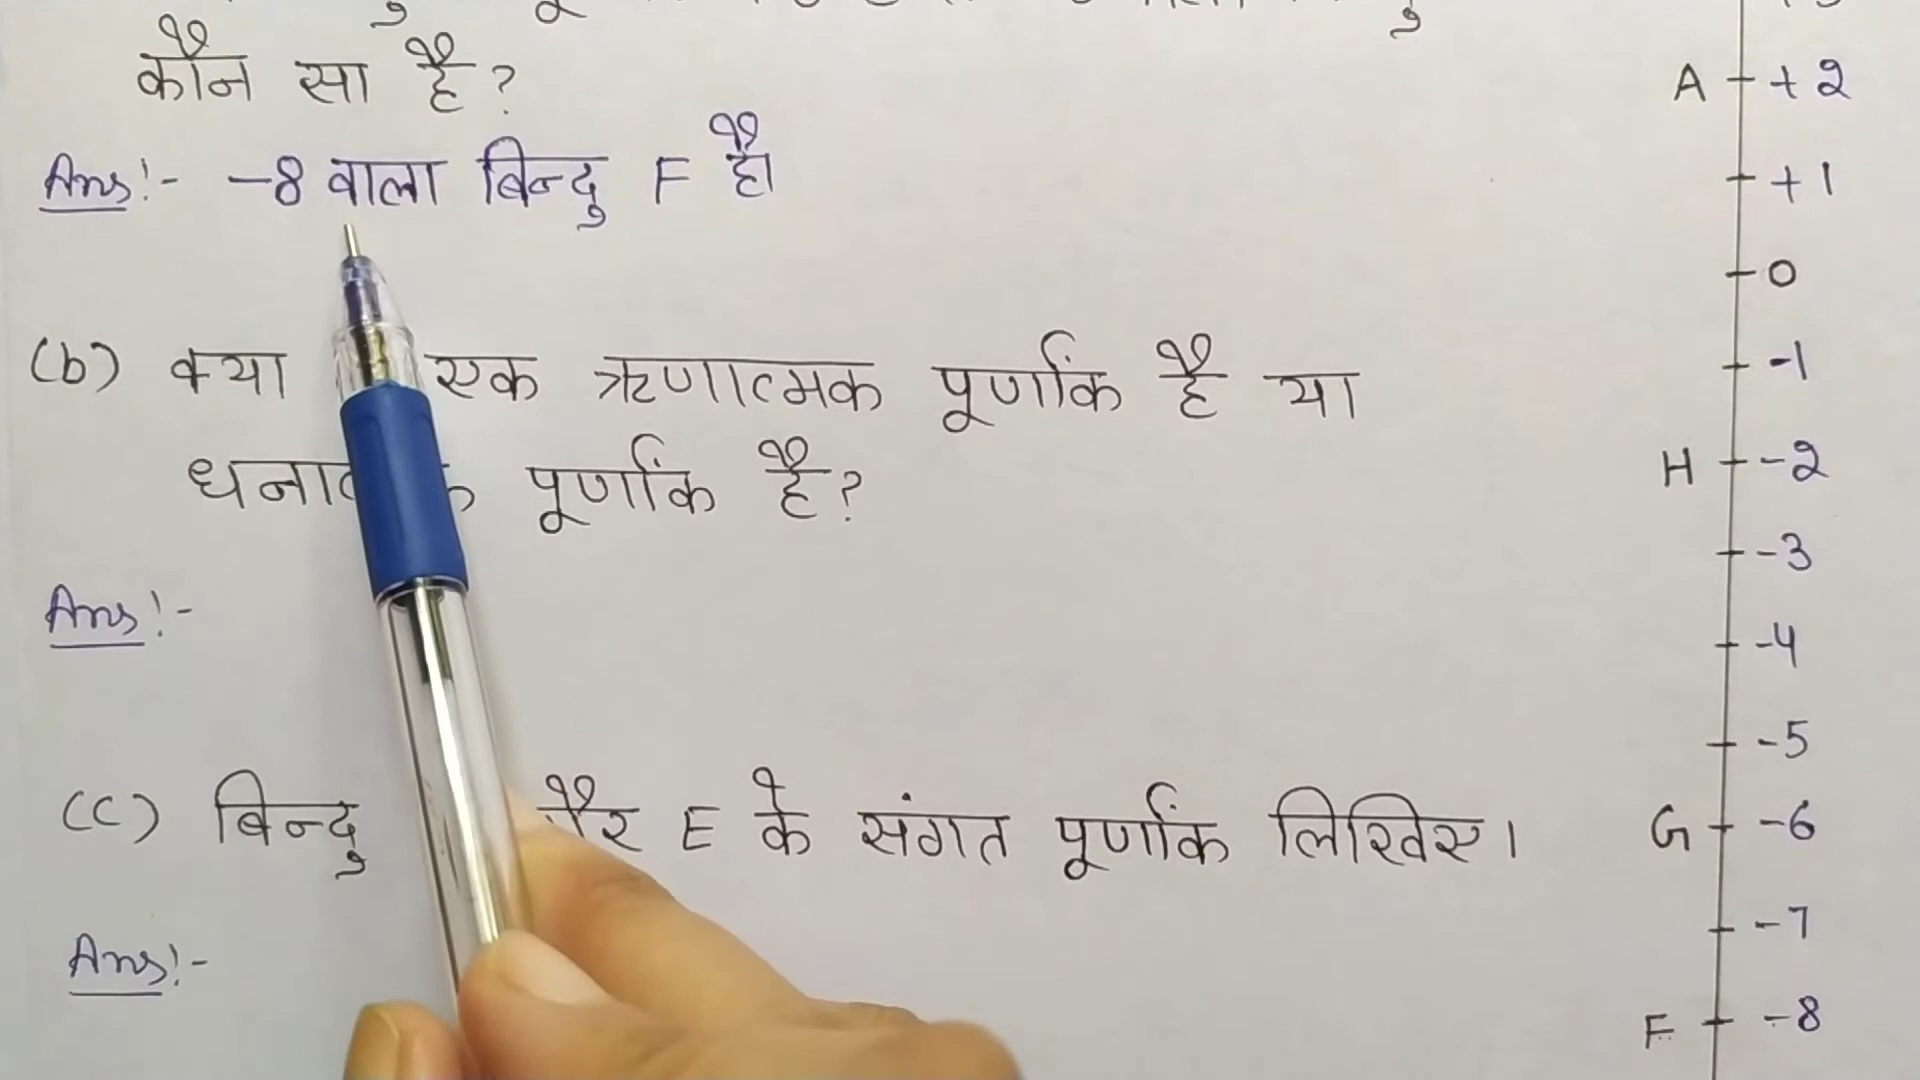 कौन सा है?
Ans:- -8 वाला बिन्दु F है।
(b) क्या एक ऋणात्मक पूर्णांक है या
पूर्णांक है?
Ans:-
(c) बिन्दु और E के संगत पूर्णांक लिखिए।
Ans:-
A +2
+1
0
-1
H -2
-3
-4
-5
G -6
-7
F -8